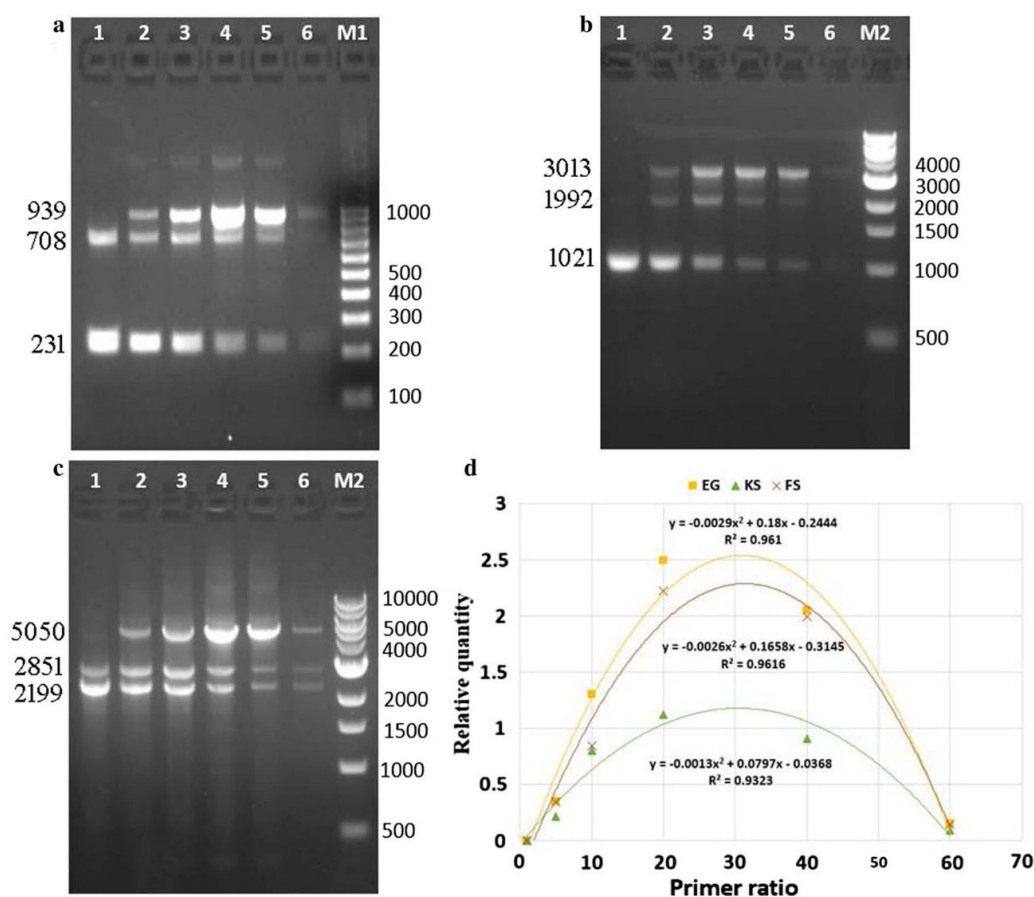 a
1 2 3 4 5 6 M1
939
708
231
1000
500
400
300
200
100
b
1 2 3 4 5 6 M2
3013
1992
1021
4000
3000
2000
1500
1000
500
c
1 2 3 4 5 6 M2
5050
2851
2199
10000
5000
4000
2000
1500
1000
500
d
EG KS FS
3
2.5
2
1.5
1
0.5
0
Relative quantity
y = -0.0029x² + 0.18x - 0.2444
R² = 0.961
y = -0.0026x² + 0.1658x - 0.3145
R² = 0.9616
y = -0.0013x² + 0.0797x - 0.0368
R² = 0.9323
0 10 20 30 40 50 60 70
Primer ratio